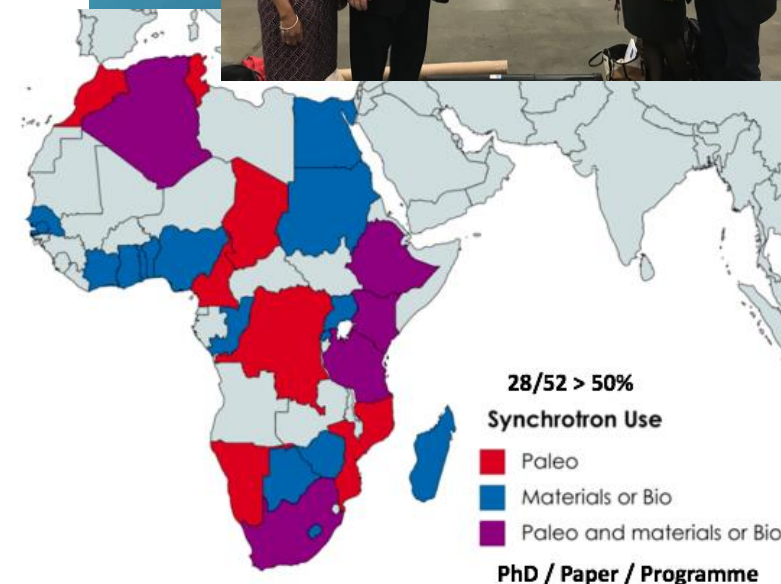 28/52 > 50%
Synchrotron Use
Paleo
Materials or Bio
Paleo and materials or Bio
PhD / Paper / Programme